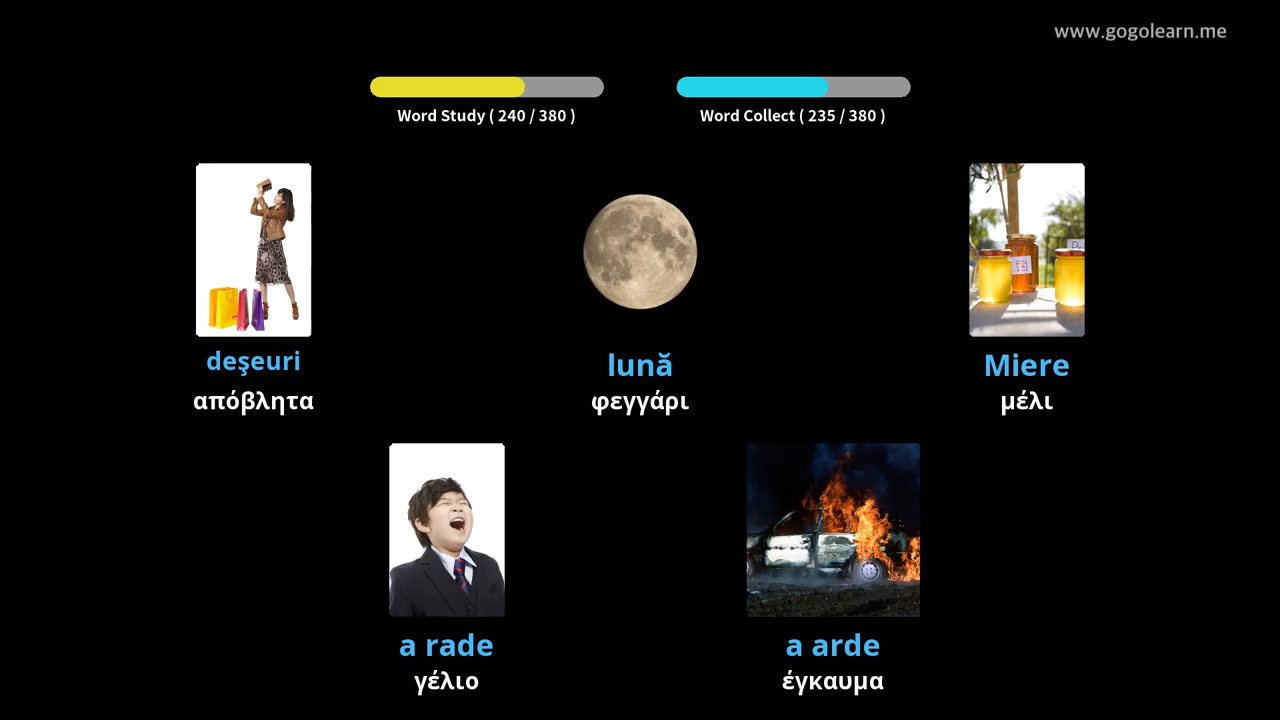 www.gogolearn.me
Word Study ( 240 / 380 )
Word Collect ( 235 / 380 )
deşeuri
απόβλητα
lună
φεγγάρι
Miere
μέλι
a rade
γέλιο
a arde
έγκαυμα